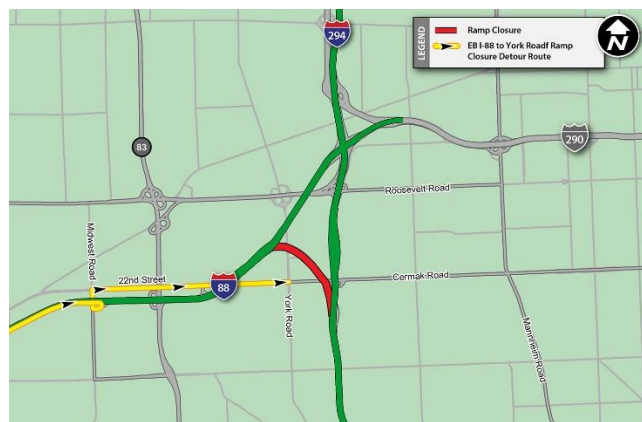 294
LEGEND
Ramp Closure
EB I-88 to York Roadf Ramp
Closure Detour Route
N
83
290
Roosevelt Road
Midwest Road
22nd Street
88
York Road
Cermak Road
Mannheim Road